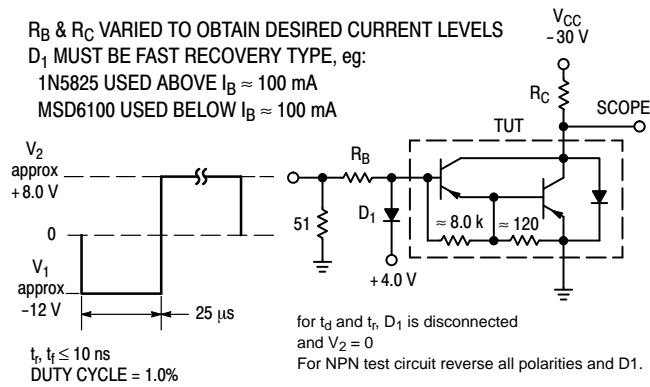 R_B & R_C VARIED TO OBTAIN DESIRED CURRENT LEVELS
D_1 MUST BE FAST RECOVERY TYPE, eg:
1N5825 USED ABOVE I_B ≈ 100 mA
MSD6100 USED BELOW I_B ≈ 100 mA
V_CC
-30 V
R_C
SCOPE
TUT
V_2
approx
+8.0 V
0
V_1
approx
-12 V
25 μs
t_r, t_f ≤ 10 ns
DUTY CYCLE = 1.0%
R_B
51
D_1
+4.0 V
≈ 8.0 k
≈ 120
for t_d and t_r, D_1 is disconnected
and V_2 = 0
For NPN test circuit reverse all polarities and D1.